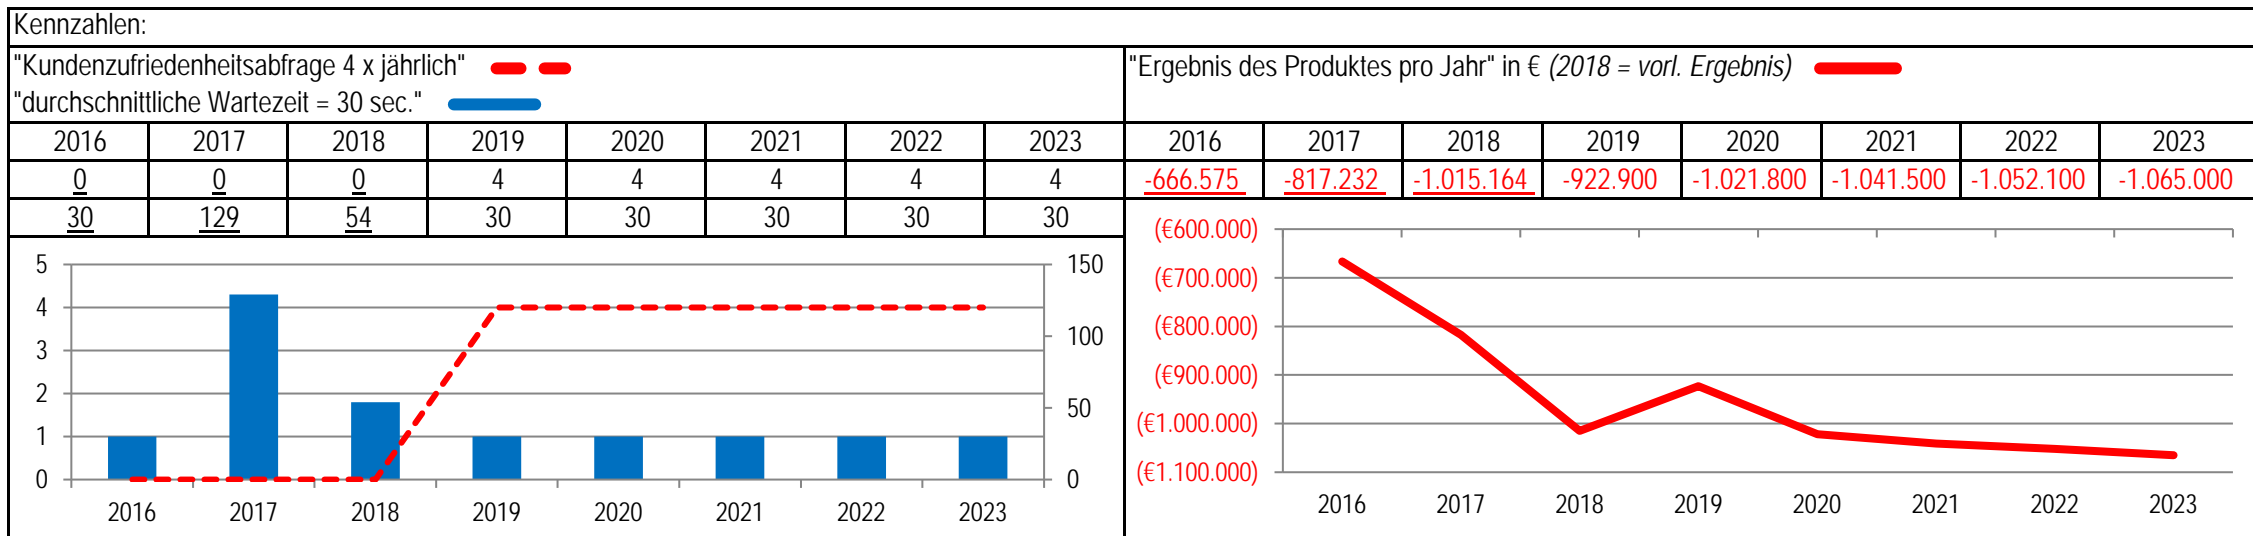 Kennzahlen:
"Kundenzufriedenheitsabfrage 4 x jährlich"
"durchschnittliche Wartezeit = 30 sec."
2016 2017 2018 2019 2020 2021 2022 2023
0 0 0 4 4 4 4 4
30 129 54 30 30 30 30 30
5
4
3
2
1
0
150
100
50
0
2016 2017 2018 2019 2020 2021 2022 2023
"Ergebnis des Produktes pro Jahr" in € (2018 = vorl. Ergebnis)
2016 2017 2018 2019 2020 2021 2022 2023
-666.575 -817.232 -1.015.164 -922.900 -1.021.800 -1.041.500 -1.052.100 -1.065.000
(€600.000)
(€700.000)
(€800.000)
(€900.000)
(€1.000.000)
(€1.100.000)
2016 2017 2018 2019 2020 2021 2022 2023